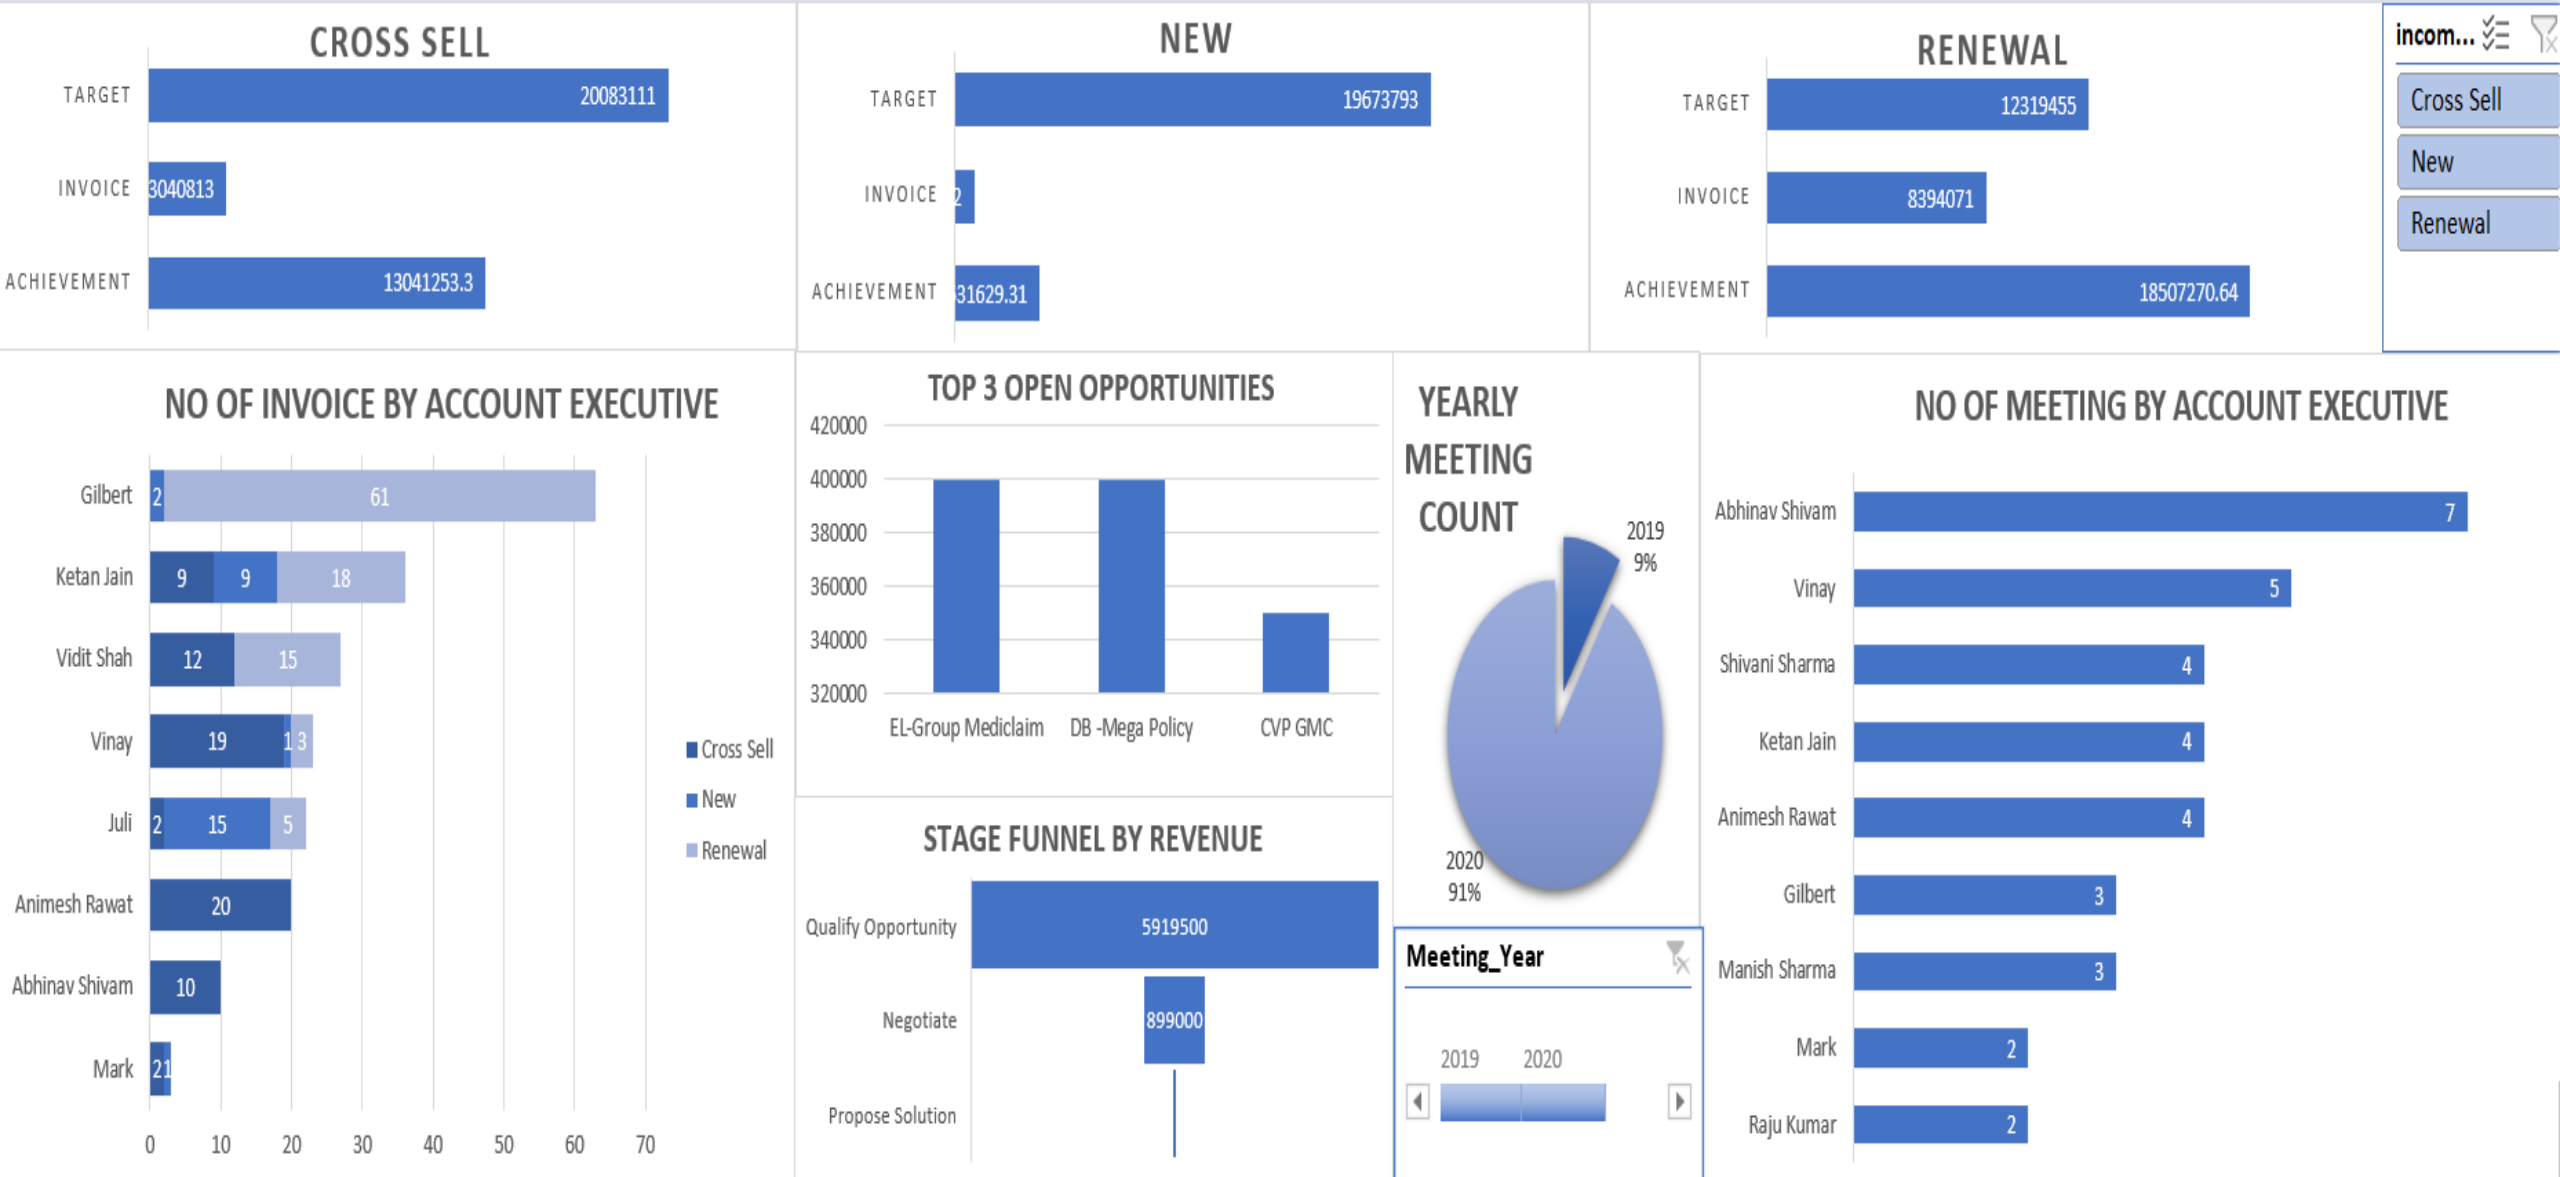 CROSS SELL
TARGET
20083111
INVOICE
3040813
ACHIEVEMENT
13041253.3
NEW
TARGET
19673793
INVOICE
2
ACHIEVEMENT
31629.31
RENEWAL
TARGET
12319455
INVOICE
8394071
ACHIEVEMENT
18507270.64
incom...
Cross Sell
New
Renewal
NO OF INVOICE BY ACCOUNT EXECUTIVE
Gilbert 2 61
Ketan Jain 9 9 18
Vidit Shah 12 15
Vinay 19 1 3
Juli 2 15 5
Animesh Rawat 20
Abhinav Shivam 10
Mark 2 1
0 10 20 30 40 50 60 70
Cross Sell
New
Renewal
TOP 3 OPEN OPPORTUNITIES
420000
400000
380000
360000
340000
320000
EL-Group Mediclaim DB -Mega Policy CVP GMC
STAGE FUNNEL BY REVENUE
Qualify Opportunity 5919500
Negotiate 899000
Propose Solution
YEARLY
MEETING
COUNT
2019
9%
2020
91%
Meeting_Year
2019 2020
NO OF MEETING BY ACCOUNT EXECUTIVE
Abhinav Shivam 7
Vinay 5
Shivani Sharma 4
Ketan Jain 4
Animesh Rawat 4
Gilbert 3
Manish Sharma 3
Mark 2
Raju Kumar 2